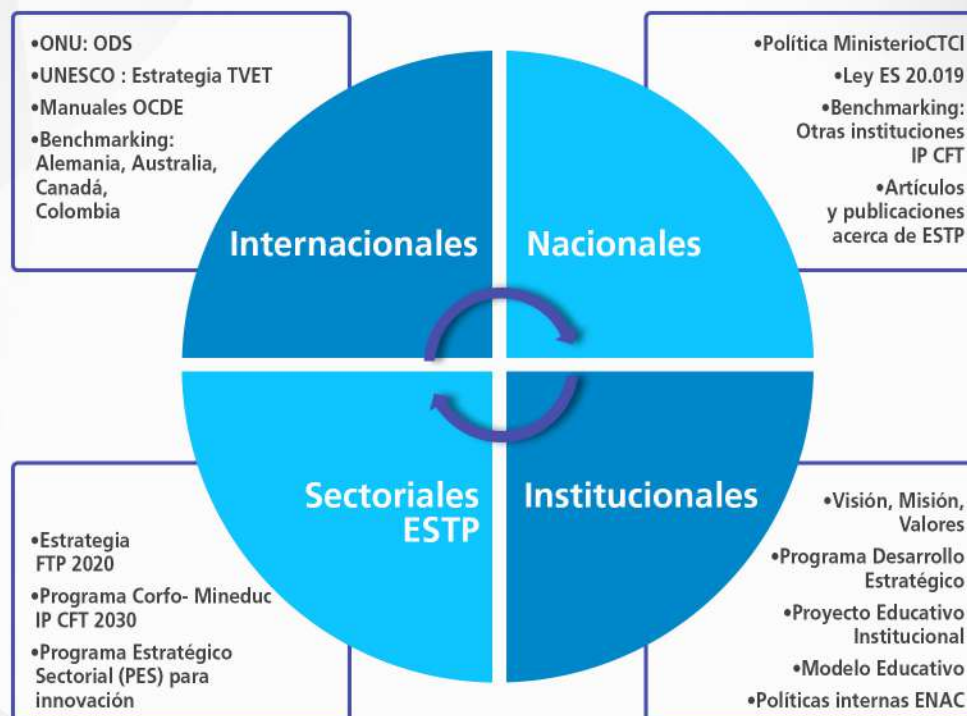 •ONU: ODS
•UNESCO : Estrategia TVET
•Manuales OCDE
•Benchmarking:
Alemania, Australia,
Canadá,
Colombia
Internacionales
•Política MinisterioCTCI
•Ley ES 20.019
•Benchmarking:
Otras instituciones
IP CFT
•Artículos
y publicaciones
acerca de ESTP
Nacionales
Sectoriales
ESTP
•Estrategia
FTP 2020
•Programa Corfo- Mineduc
IP CFT 2030
•Programa Estratégico
Sectorial (PES) para
innovación
Institucionales
•Visión, Misión,
Valores
•Programa Desarrollo
Estratégico
•Proyecto Educativo
Institucional
•Modelo Educativo
•Políticas internas ENAC